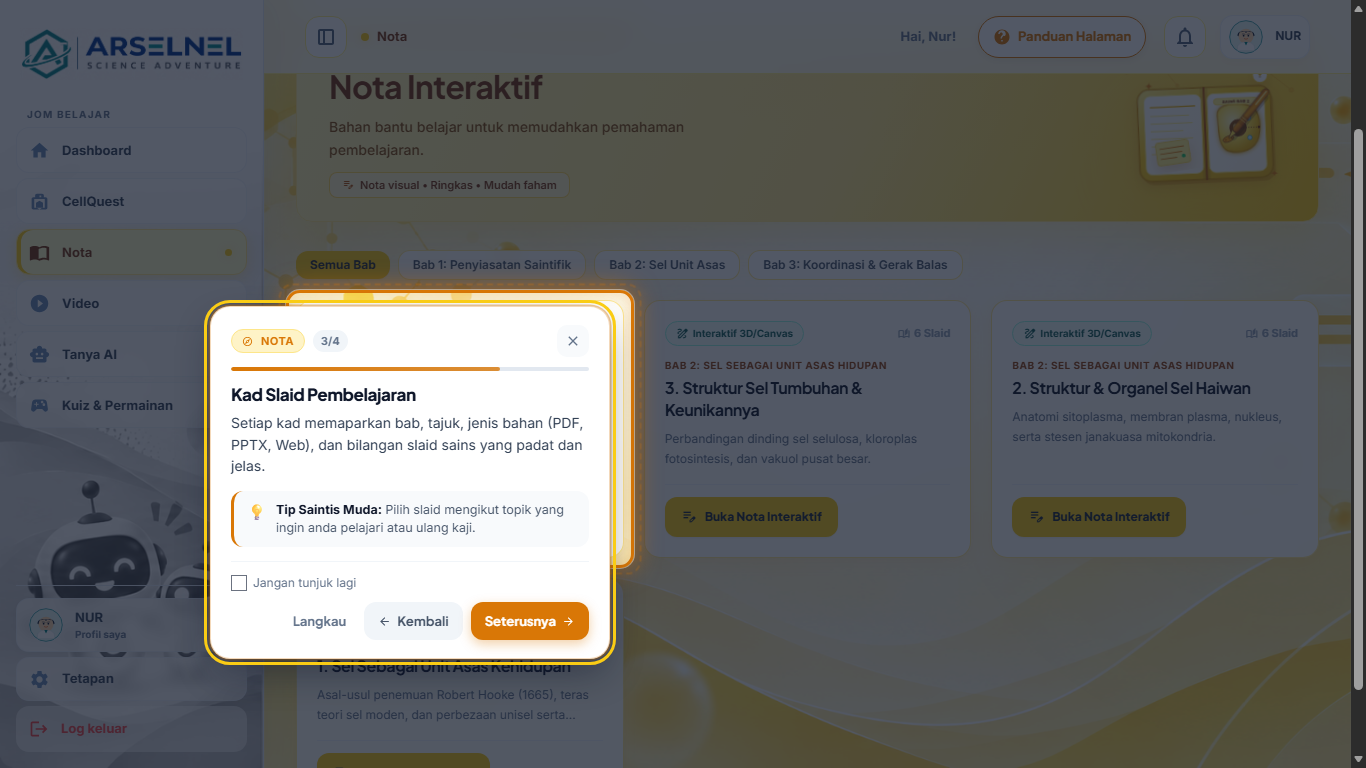 ARSELNEL
SCIENCE ADVENTURE
JOM BELAJAR
Dashboard
CellQuest
Nota
Video
Tanya AI
Kuiz & Permainan
NUR
Profil saya
Tetapan
Log keluar
Nota
Hai, Nur!
Panduan Halaman
NUR
Nota Interaktif
Bahan bantu belajar untuk memudahkan pemahaman
pembelajaran.
Nota visual • Ringkas • Mudah faham
Semua Bab
Bab 1: Penyiasatan Saintifik
Bab 2: Sel Unit Asas
Bab 3: Koordinasi & Gerak Balas
NOTA
3/4
Kad Slaid Pembelajaran
Setiap kad memaparkan bab, tajuk, jenis bahan (PDF,
PPTX, Web), dan bilangan slaid sains yang padat dan
jelas.
Tip Saintis Muda: Pilih slaid mengikut topik yang
ingin anda pelajari atau ulang kaji.
Jangan tunjuk lagi
Langkau
← Kembali
Seterusnya →
Interaktif 3D/Canvas
6 Slaid
BAB 2: SEL SEBAGAI UNIT ASAS HIDUPAN
3. Struktur Sel Tumbuhan &
Keunikannya
Perbandingan dinding sel selulosa, kloroplas
fotosintesis, dan vakuol pusat besar.
Buka Nota Interaktif
Interaktif 3D/Canvas
6 Slaid
BAB 2: SEL SEBAGAI UNIT ASAS HIDUPAN
2. Struktur & Organel Sel Haiwan
Anatomi sitoplasma, membran plasma, nukleus,
serta stesen janakuasa mitokondria.
Buka Nota Interaktif
1. Sel Sebagai Unit Asas Kehidupan
Asal-usul penemuan Robert Hooke (1665), teras
teori sel moden, dan perbezaan unisel serta...